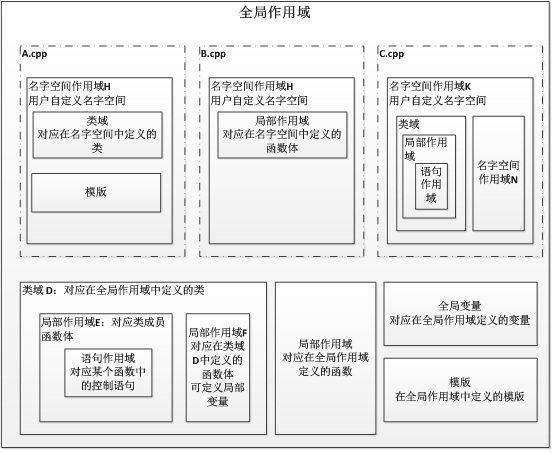 全局作用域
A.cpp
名字空间作用域H
用户自定义名字空间
类域
对应在名字空间中定义的
类
模版
B.cpp
名字空间作用域H
用户自定义名字空间
局部作用域
对应在名字空间中定义的
函数体
C.cpp
名字空间作用域K
用户自定义名字空间
类域
局部作用
域
语句
作用
域
名字空间
作用域N
类域 D：对应在全局作用域中定义的类
局部作用域E：对应类成员
函数体
语句作用域
对应某个函数中
的控制语句
局部作用域F
对应在类域
D中定义的
函数体
可定义局部
变量
局部作用域
对应在全局作用域
定义的函数
全局变量
对应在全局作用域定义的变量
模版
在全局作用域中定义的模版